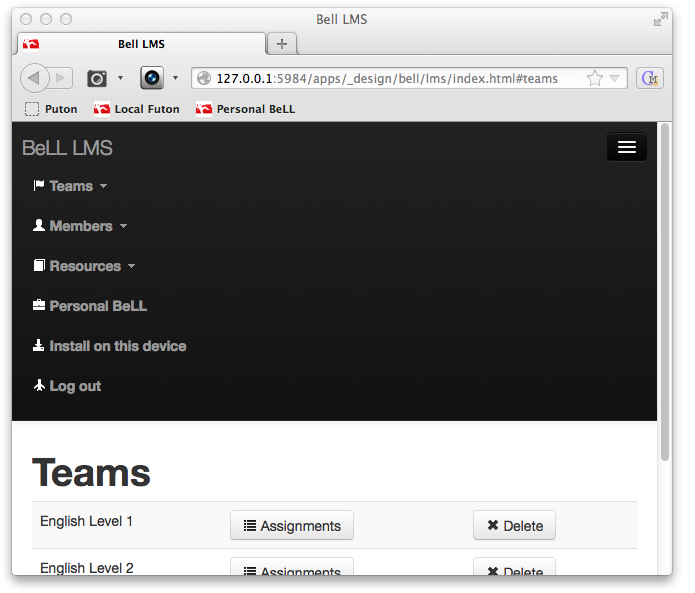 Bell LMS
Bell LMS
127.0.0.1:5984/apps/_design/bell/lms/index.html#teams
Puton Local Futon Personal BeLL
BeLL LMS
Teams
Members
Resources
Personal BeLL
Install on this device
Log out
Teams
English Level 1 Assignments Delete
English Level 2 Assignments Delete